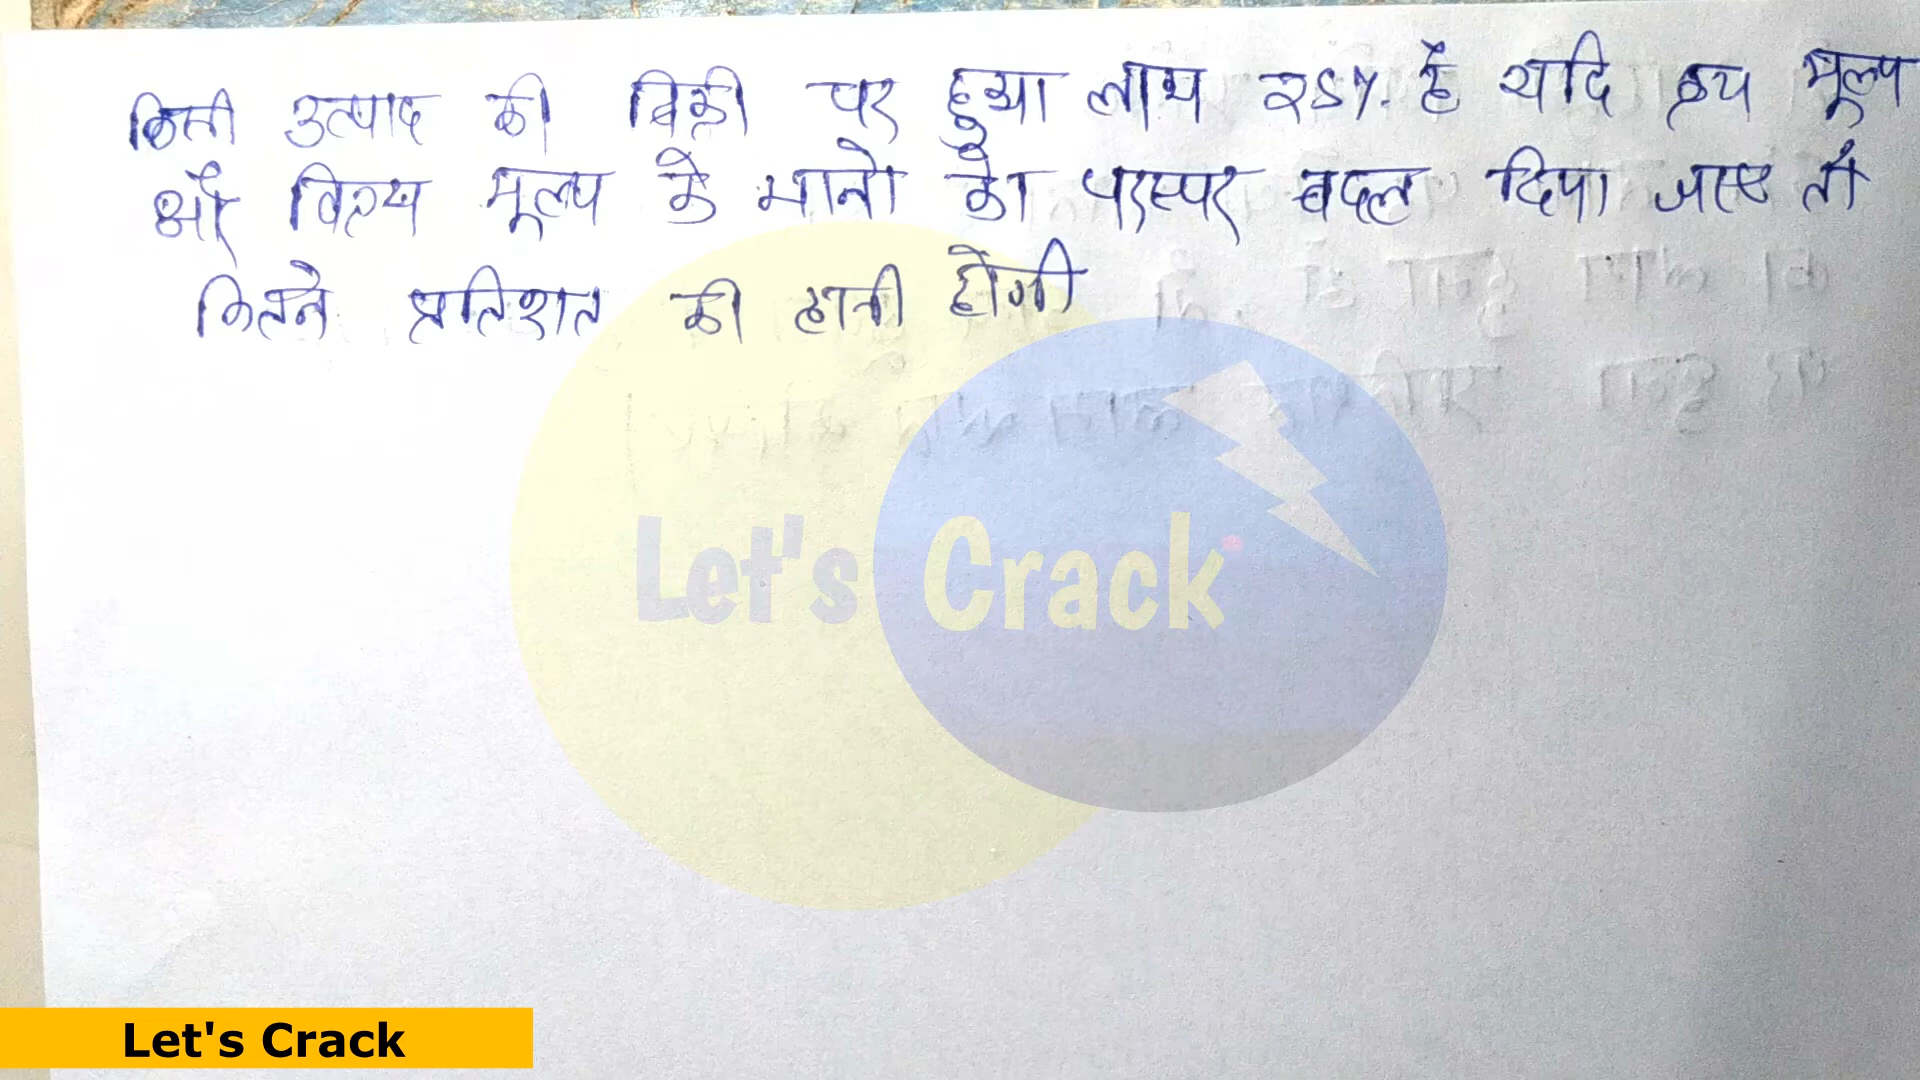 किसी उत्पाद की बिक्री पर हुआ लाभ 25%. है यदि क्रय मूल्य
और विक्रय मूल्य के मानो को परस्पर बदल दिया जाए तो
कितने प्रतिशत की हानी होगी
Let's Crack
Let's Crack